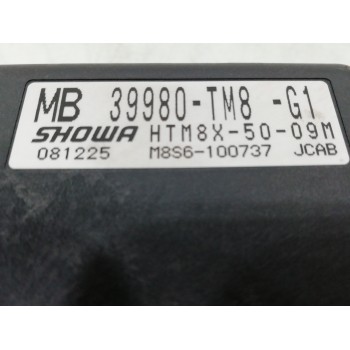 MB 39980-TM8 -G1
SHOWA HTM8X-50-09M
081225 M8S6-100737 JCAB